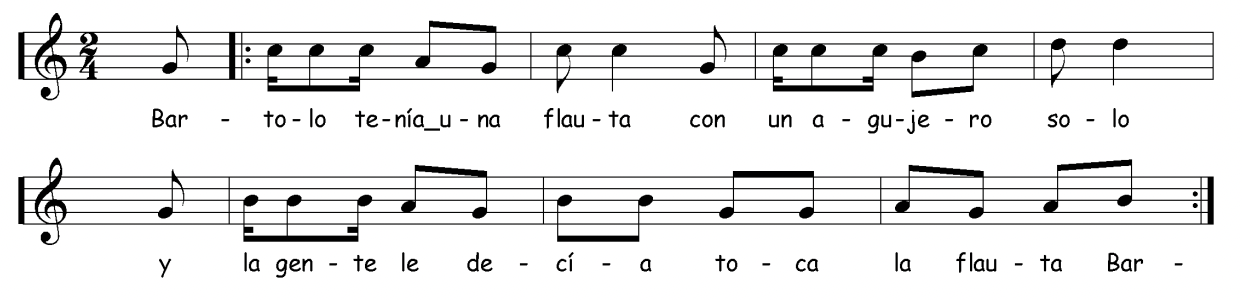 2
4
Bar - to - lo te - nía_u - na flau - ta con un a - gu - je - ro so - lo
y la gen - te le de - cí - a to - ca la flau - ta Bar -